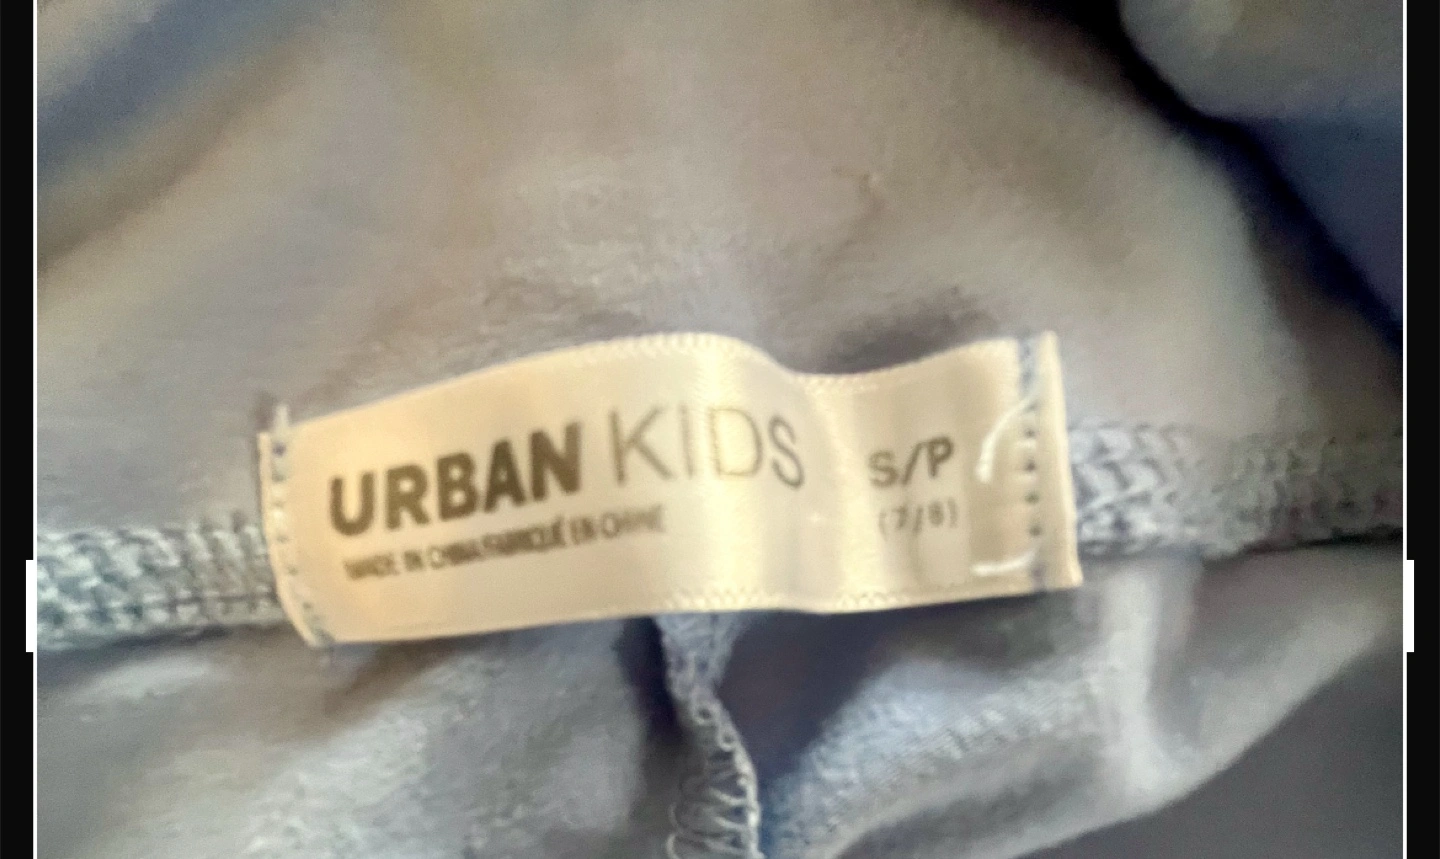 URBAN KIDS
MADE IN CHINA/FABRIQUÉ EN CHINE
S/P
(7/8)